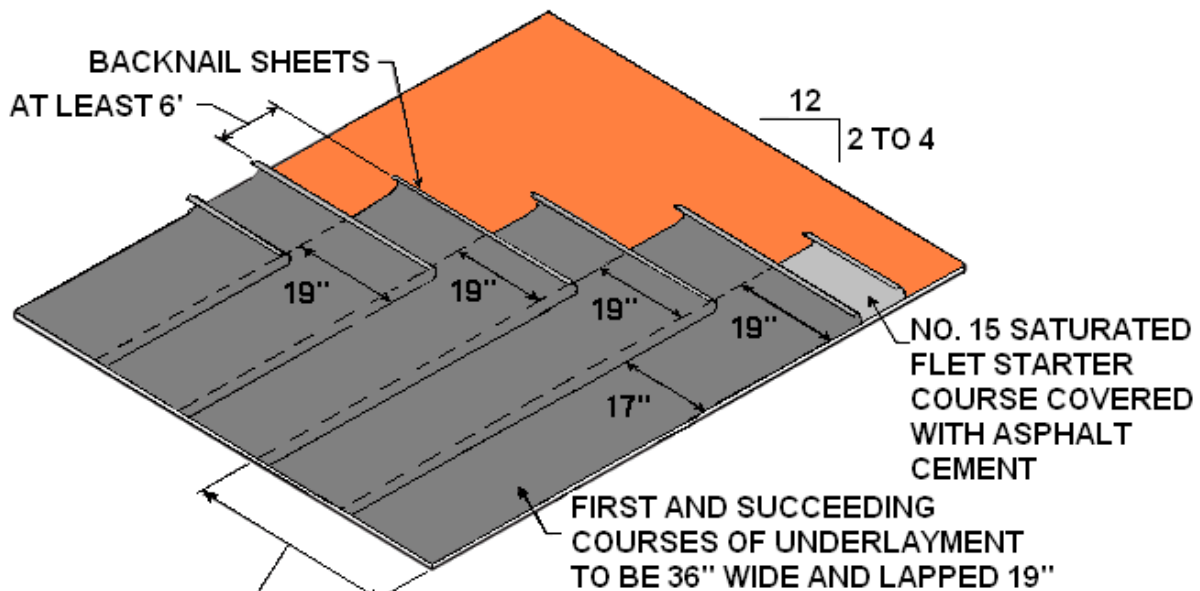 BACKNAIL SHEETS
AT LEAST 6'
12
2 TO 4
19"
19"
19"
19"
17"
NO. 15 SATURATED
FLET STARTER
COURSE COVERED
WITH ASPHALT
CEMENT
FIRST AND SUCCEEDING
COURSES OF UNDERLAYMENT
TO BE 36" WIDE AND LAPPED 19"